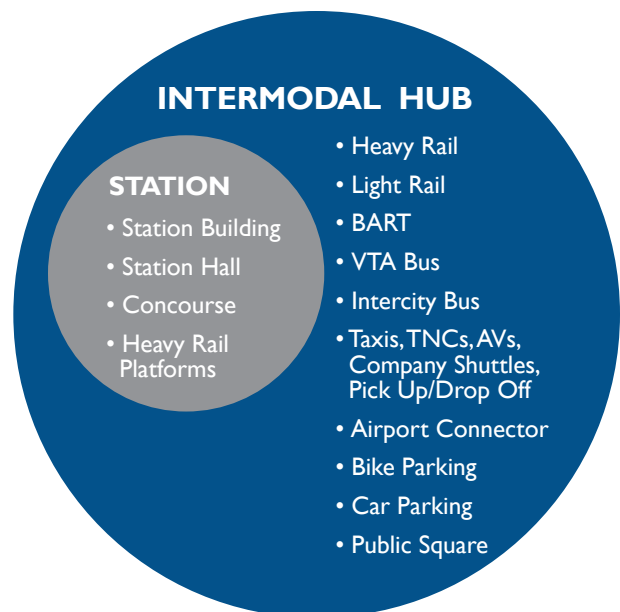 INTERMODAL HUB
STATION
• Station Building
• Station Hall
• Concourse
• Heavy Rail
Platforms
• Heavy Rail
• Light Rail
• BART
• VTA Bus
• Intercity Bus
• Taxis, TNCs, AVs,
Company Shuttles,
Pick Up/Drop Off
• Airport Connector
• Bike Parking
• Car Parking
• Public Square